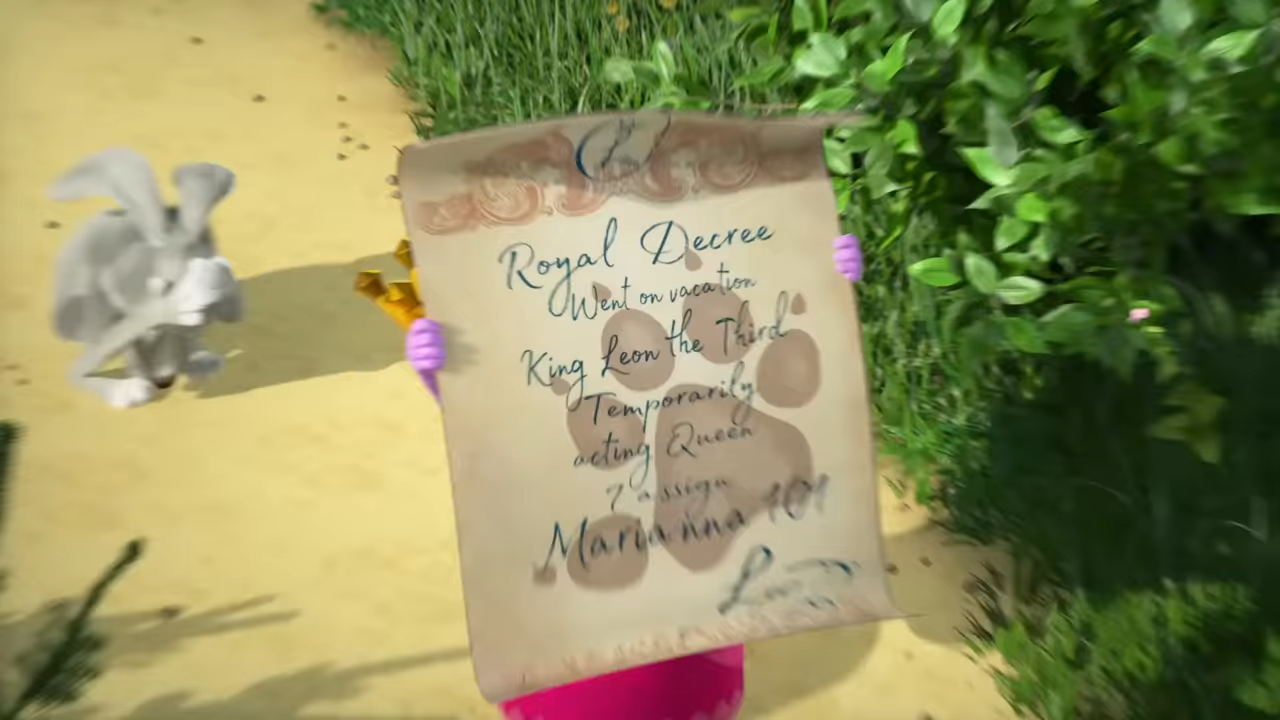 Royal Decree
Went on vacation
King Leon the Third
Temporarily
acting Queen
I assign
Marianna 101